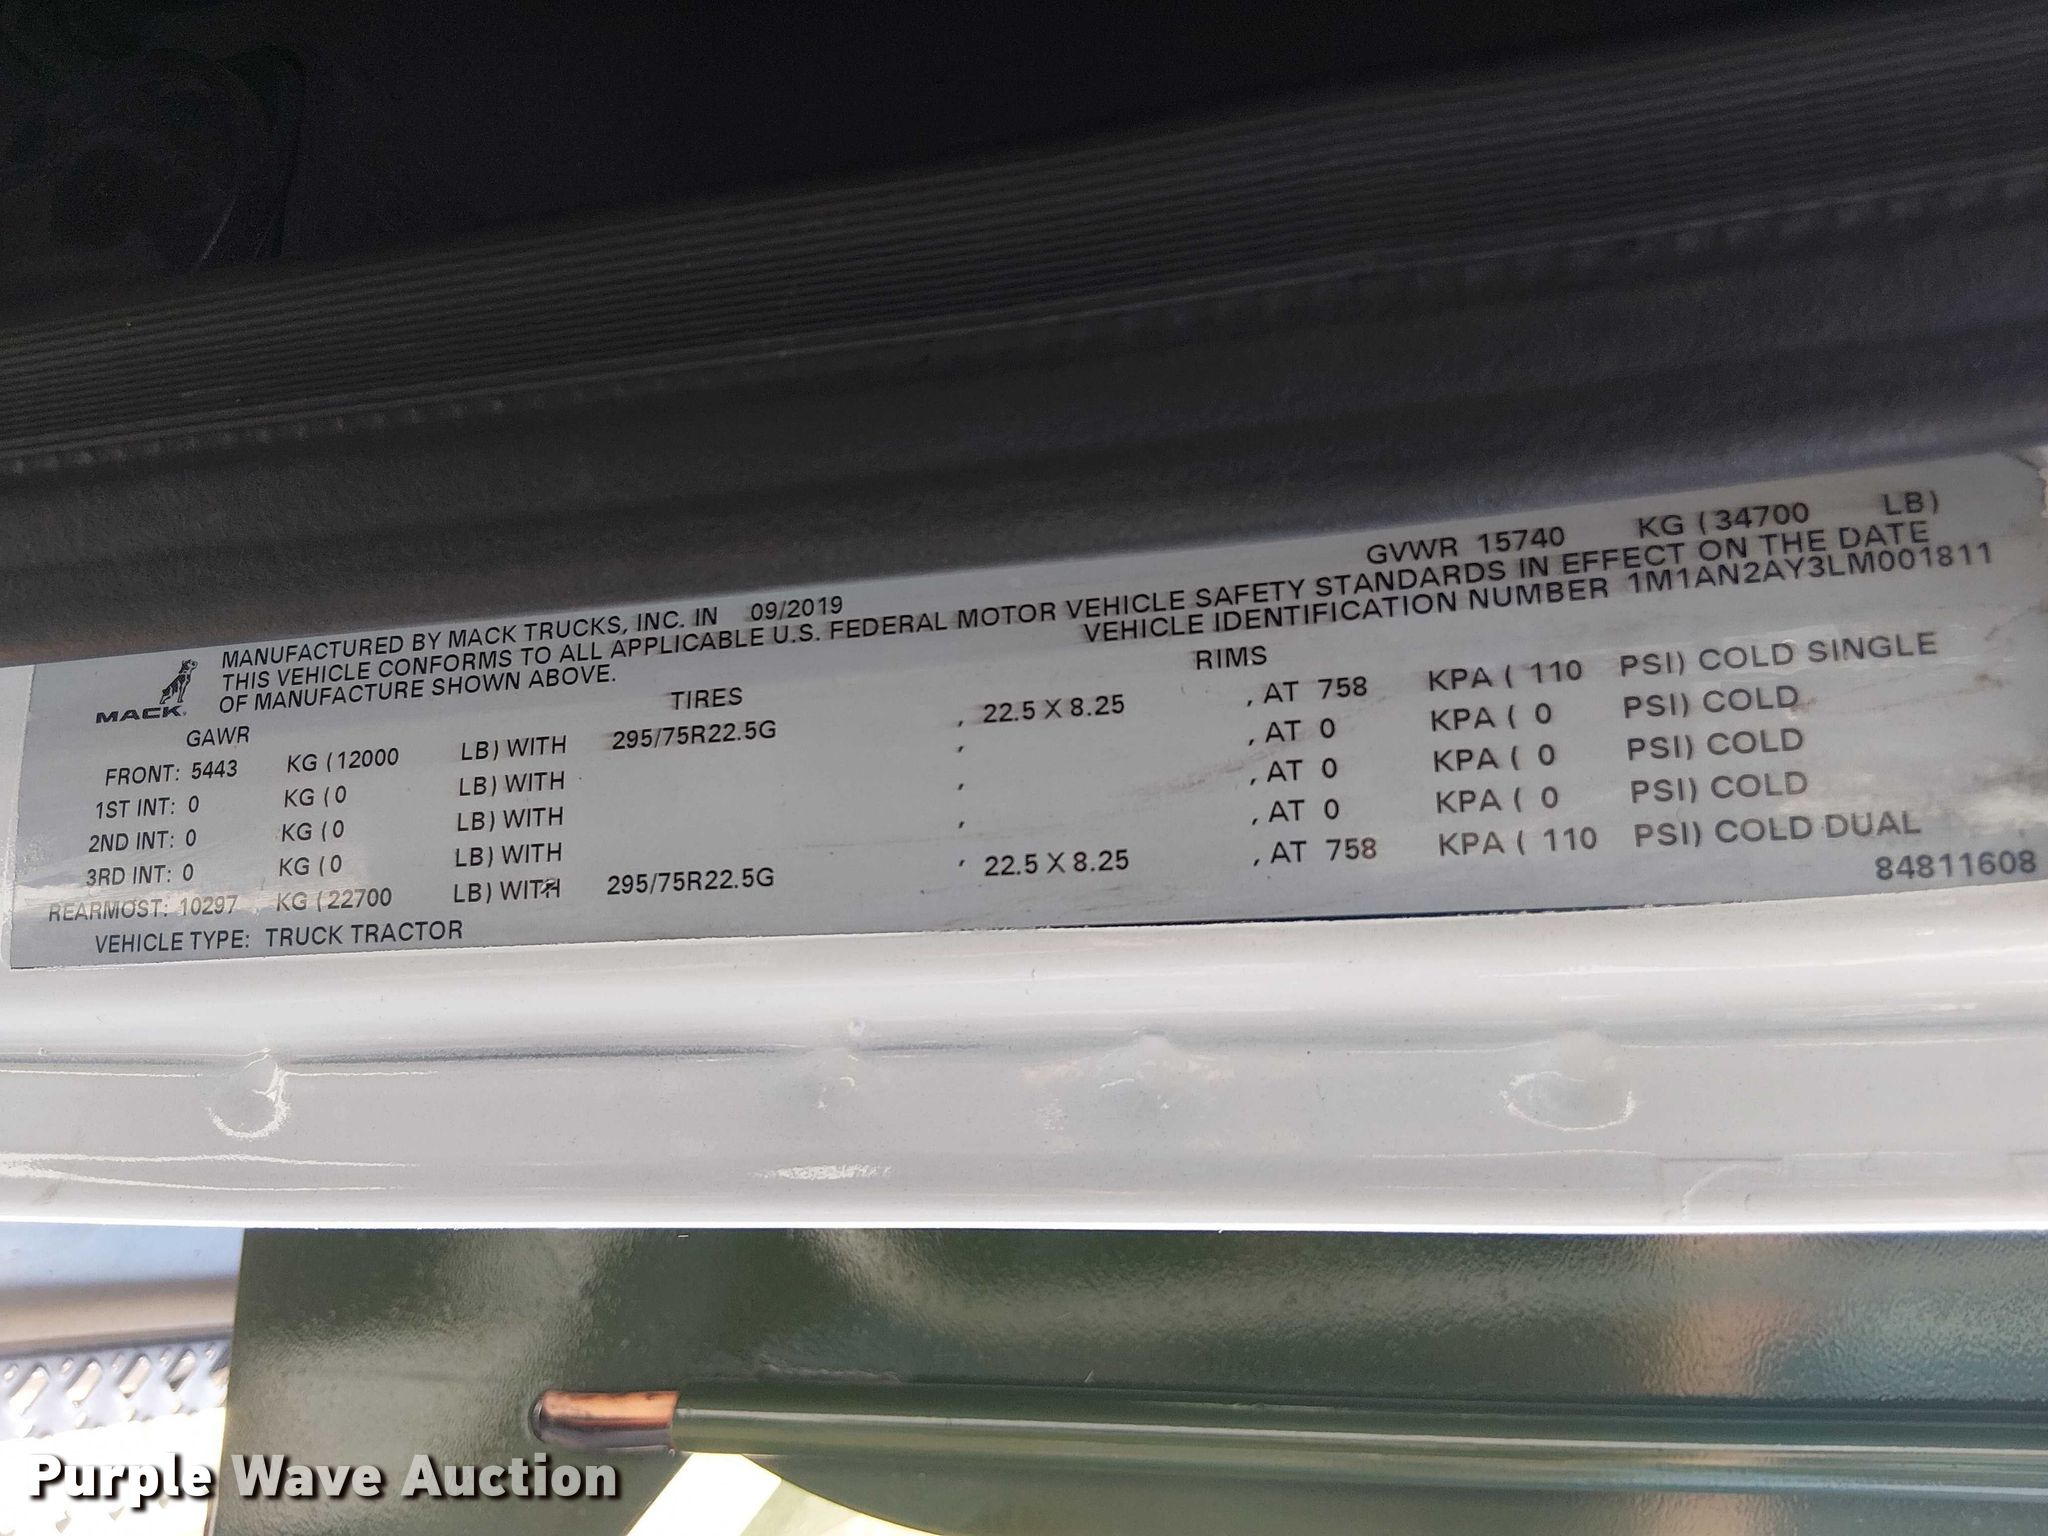 GVWR 15740 KG (34700 LB)
MANUFACTURED BY MACK TRUCKS, INC. IN 09/2019
THIS VEHICLE CONFORMS TO ALL APPLICABLE U.S. FEDERAL MOTOR VEHICLE SAFETY STANDARDS IN EFFECT ON THE DATE
OF MANUFACTURE SHOWN ABOVE. VEHICLE IDENTIFICATION NUMBER 1M1AN2AY3LM001811
MACK
GAWR TIRES RIMS
FRONT: 5443 KG (12000 LB) WITH 295/75R22.5G , 22.5 X 8.25 , AT 758 KPA ( 110 PSI) COLD SINGLE
1ST INT: 0 KG (0 LB) WITH , , AT 0 KPA ( 0 PSI) COLD
2ND INT: 0 KG (0 LB) WITH , , AT 0 KPA ( 0 PSI) COLD
3RD INT: 0 KG (0 LB) WITH , , AT 0 KPA ( 0 PSI) COLD
REARMOST: 10297 KG (22700 LB) WITH 295/75R22.5G , 22.5 X 8.25 , AT 758 KPA ( 110 PSI) COLD DUAL
VEHICLE TYPE: TRUCK TRACTOR 84811608
Purple Wave Auction